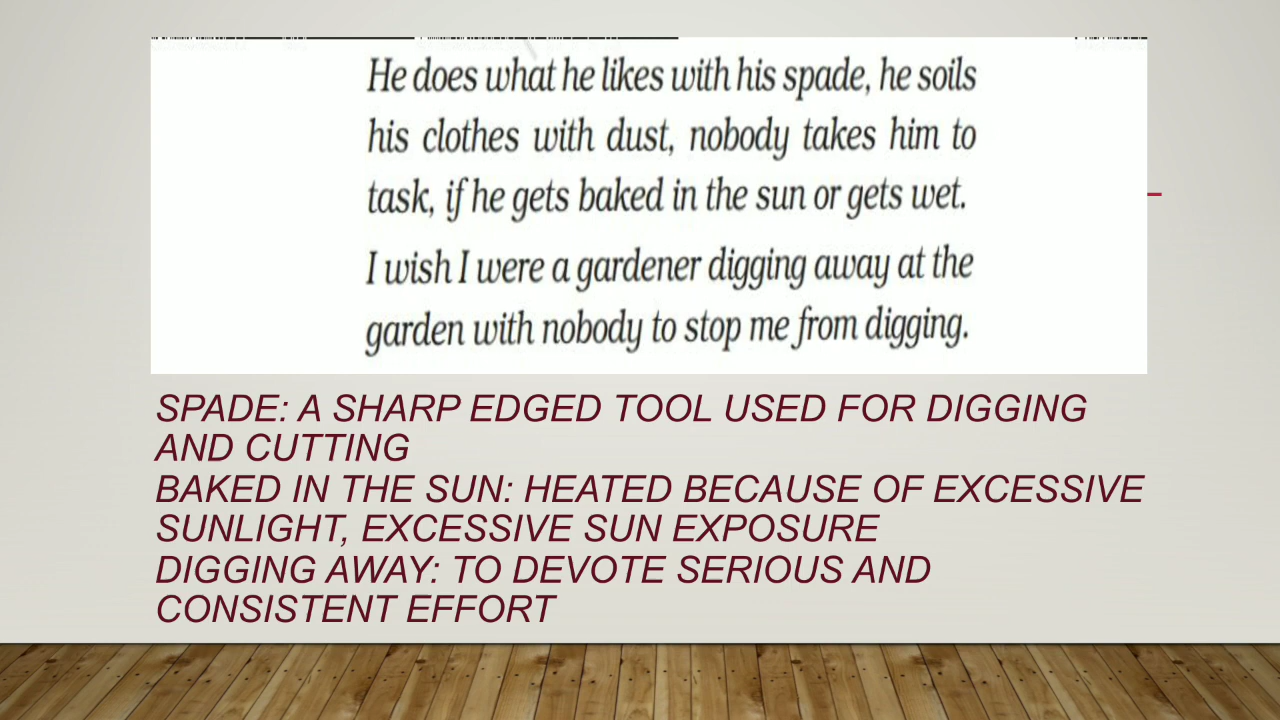 He does what he likes with his spade, he soils
his clothes with dust, nobody takes him to
task, if he gets baked in the sun or gets wet.
I wish I were a gardener digging away at the
garden with nobody to stop me from digging.
SPADE: A SHARP EDGED TOOL USED FOR DIGGING
AND CUTTING
BAKED IN THE SUN: HEATED BECAUSE OF EXCESSIVE
SUNLIGHT, EXCESSIVE SUN EXPOSURE
DIGGING AWAY: TO DEVOTE SERIOUS AND
CONSISTENT EFFORT